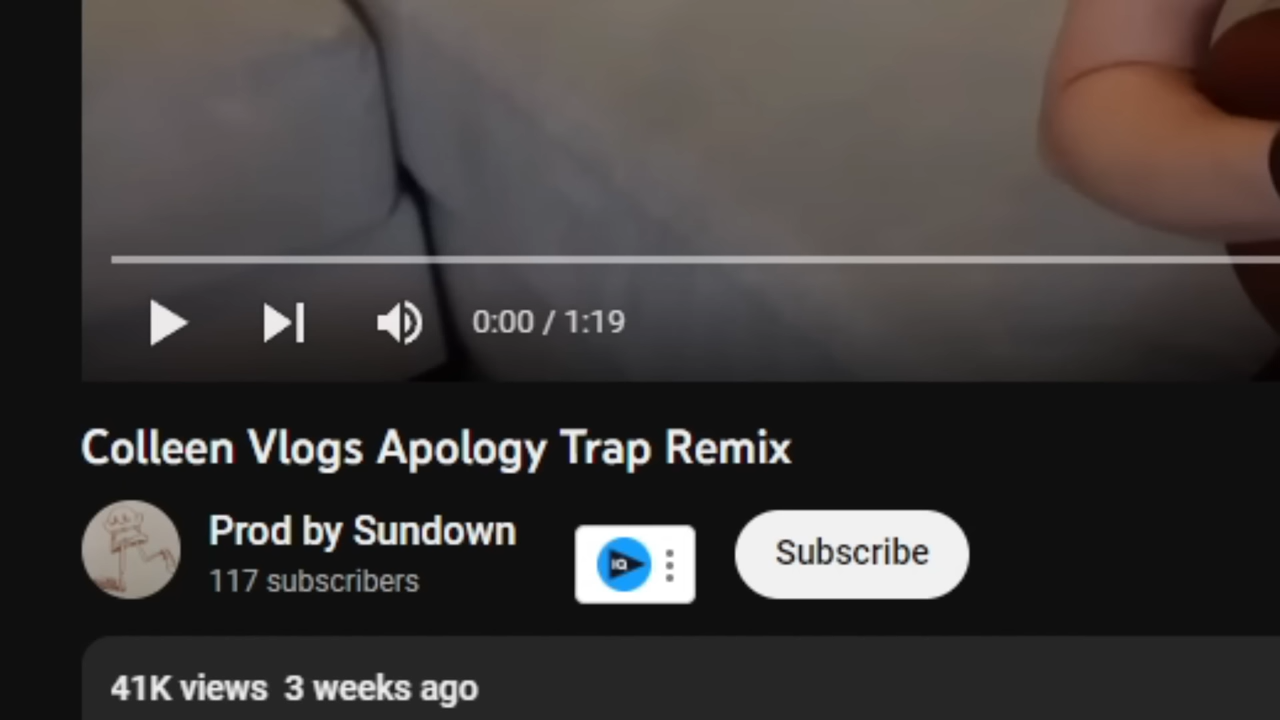 0:00 / 1:19
Colleen Vlogs Apology Trap Remix
Prod by Sundown
117 subscribers
IQ
Subscribe
41K views 3 weeks ago